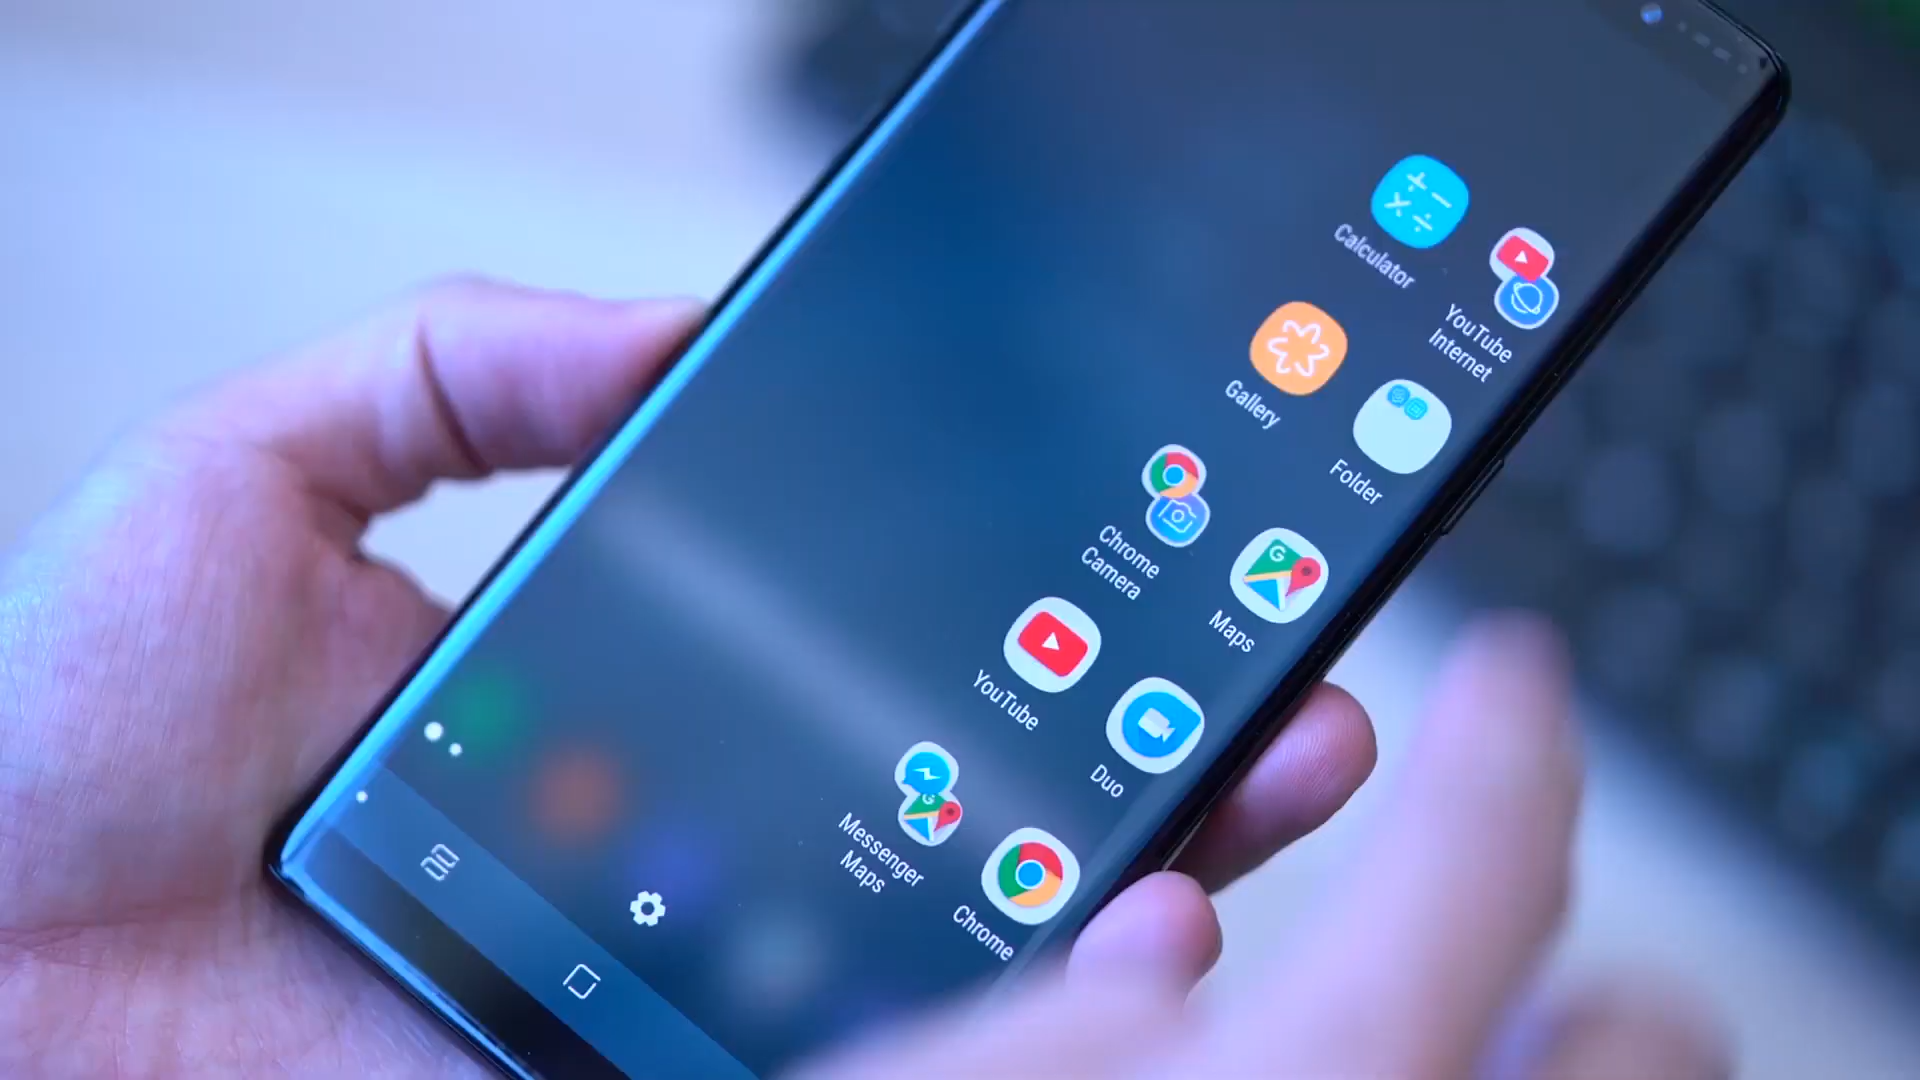 Calculator
YouTube
Internet
Gallery
Folder
Chrome
Camera
Maps
YouTube
Duo
Messenger
Maps
Chrome
G
G